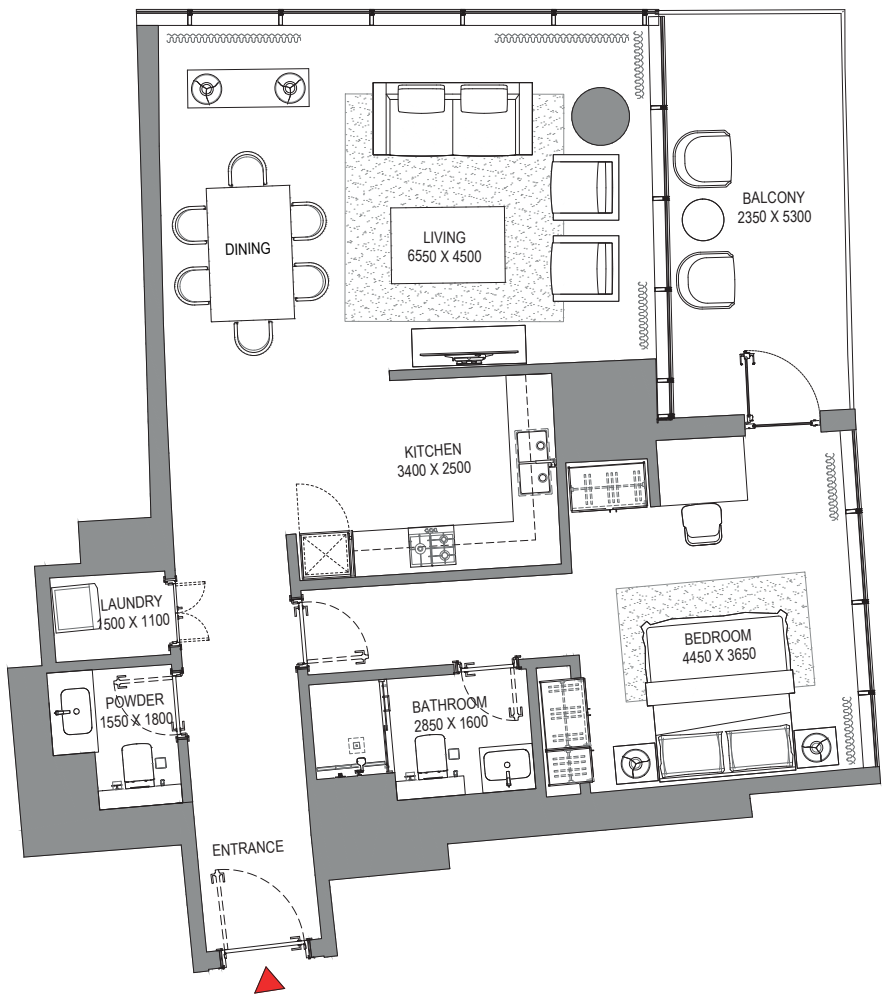 BALCONY
2350 X 5300
LIVING
6550 X 4500
DINING
KITCHEN
3400 X 2500
LAUNDRY
1500 X 1100
BEDROOM
4450 X 3650
POWDER
1550 X 1800
BATHROOM
2850 X 1600
ENTRANCE